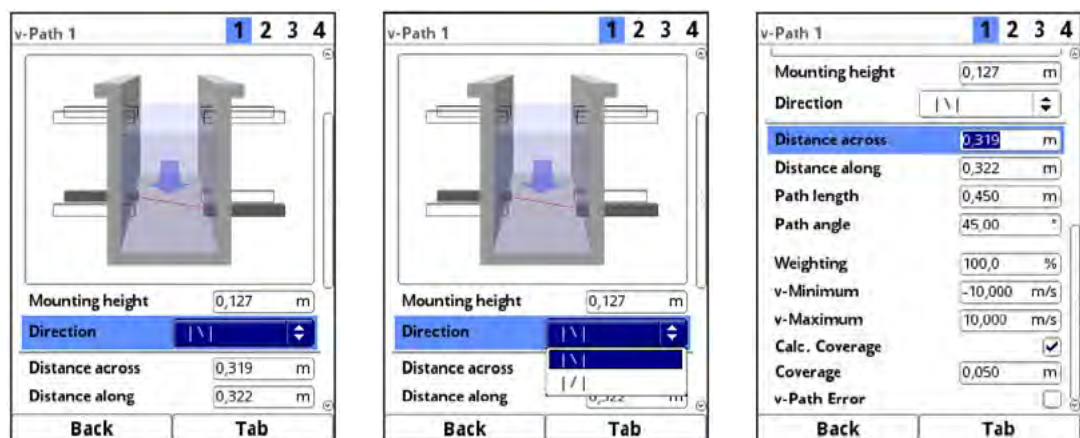 v-Path 1 1 2 3 4
Mounting height 0,127 m
Direction |\|
Distance across 0,319 m
Distance along 0,322 m
Back Tab
v-Path 1 1 2 3 4
Mounting height 0,127 m
Direction |\|
|\|
Distance across
|/|
Distance along 0,322 m
Back Tab
v-Path 1 1 2 3 4
Mounting height 0,127 m
Direction |\|
Distance across 0,319 m
Distance along 0,322 m
Path length 0,450 m
Path angle 45,00 °
Weighting 100,0 %
v-Minimum -10,000 m/s
v-Maximum 10,000 m/s
Calc. Coverage
Coverage 0,050 m
v-Path Error
Back Tab